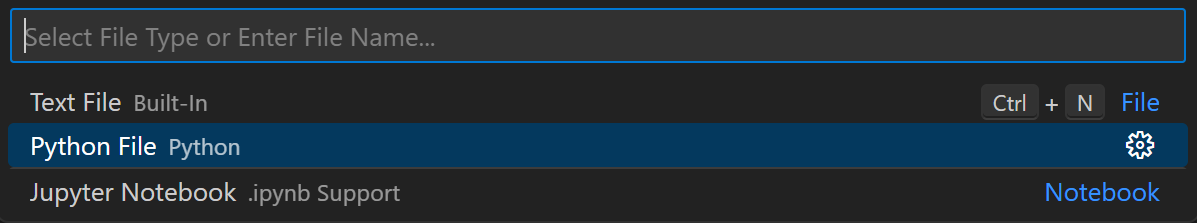 Select File Type or Enter File Name...
Text File Built-In Ctrl + N File
Python File Python
Jupyter Notebook .ipynb Support Notebook